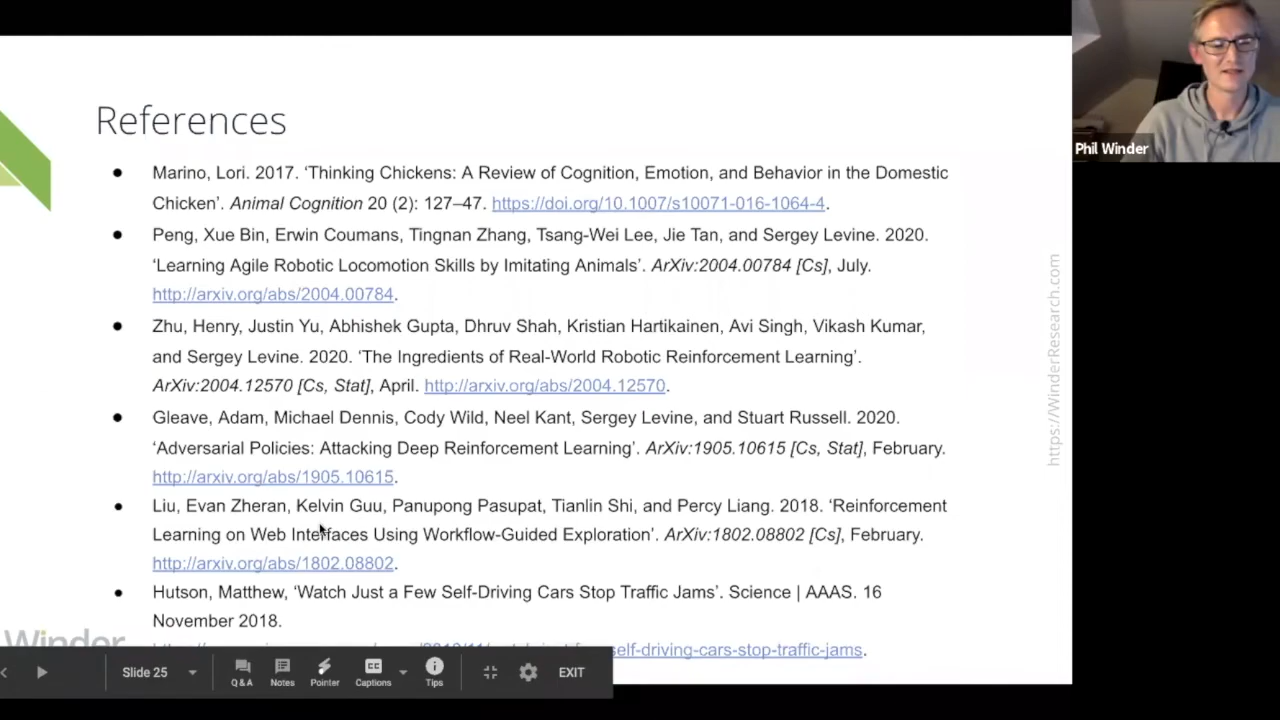 References
● Marino, Lori. 2017. ‘Thinking Chickens: A Review of Cognition, Emotion, and Behavior in the Domestic
Chicken’. Animal Cognition 20 (2): 127–47. https://doi.org/10.1007/s10071-016-1064-4.
● Peng, Xue Bin, Erwin Coumans, Tingnan Zhang, Tsang-Wei Lee, Jie Tan, and Sergey Levine. 2020.
‘Learning Agile Robotic Locomotion Skills by Imitating Animals’. ArXiv:2004.00784 [Cs], July.
http://arxiv.org/abs/2004.00784.
● Zhu, Henry, Justin Yu, Abhishek Gupta, Dhruv Shah, Kristian Hartikainen, Avi Singh, Vikash Kumar,
and Sergey Levine. 2020. ‘The Ingredients of Real-World Robotic Reinforcement Learning’.
ArXiv:2004.12570 [Cs, Stat], April. http://arxiv.org/abs/2004.12570.
● Gleave, Adam, Michael Dennis, Cody Wild, Neel Kant, Sergey Levine, and Stuart Russell. 2020.
‘Adversarial Policies: Attacking Deep Reinforcement Learning’. ArXiv:1905.10615 [Cs, Stat], February.
http://arxiv.org/abs/1905.10615.
● Liu, Evan Zheran, Kelvin Guu, Panupong Pasupat, Tianlin Shi, and Percy Liang. 2018. ‘Reinforcement
Learning on Web Interfaces Using Workflow-Guided Exploration’. ArXiv:1802.08802 [Cs], February.
http://arxiv.org/abs/1802.08802.
● Hutson, Matthew, ‘Watch Just a Few Self-Driving Cars Stop Traffic Jams’. Science | AAAS. 16
November 2018.
self-driving-cars-stop-traffic-jams.
Winder
https://WinderResearch.com
Phil Winder
Slide 25
Q&A Notes Pointer Captions Tips EXIT